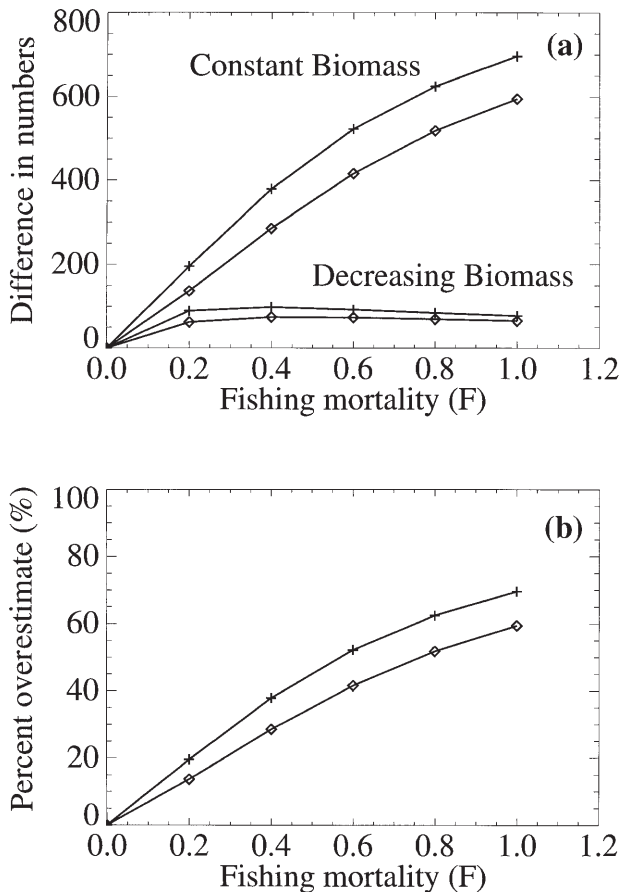 800
(a)
Constant Biomass
600
400
Decreasing Biomass
200
0
0.0 0.2 0.4 0.6 0.8 1.0 1.2
Difference in numbers
Fishing mortality (F)
100
(b)
80
60
40
20
0
0.0 0.2 0.4 0.6 0.8 1.0 1.2
Percent overestimate (%)
Fishing mortality (F)